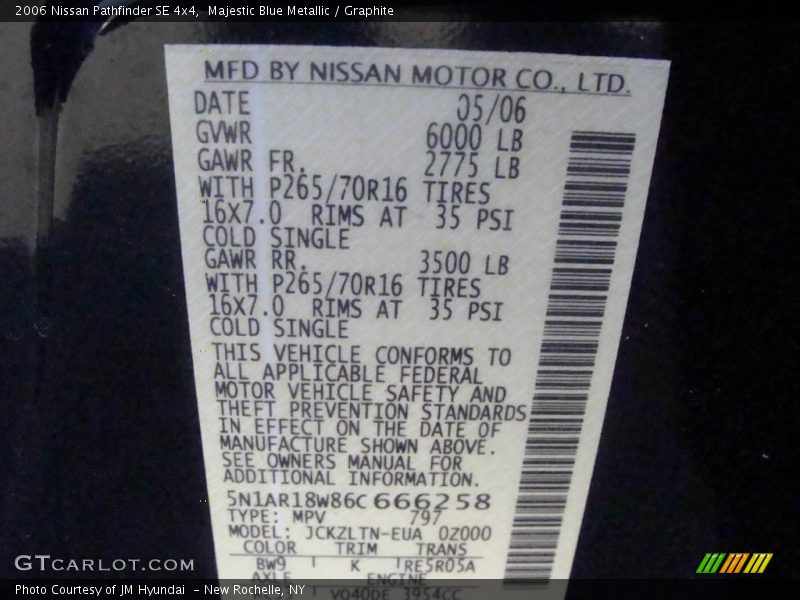 2006 Nissan Pathfinder SE 4x4, Majestic Blue Metallic / Graphite
MFD BY NISSAN MOTOR CO., LTD.
DATE 05/06
GVWR 6000 LB
GAWR FR. 2775 LB
WITH P265/70R16 TIRES
16X7.0 RIMS AT 35 PSI
COLD SINGLE
GAWR RR. 3500 LB
WITH P265/70R16 TIRES
16X7.0 RIMS AT 35 PSI
COLD SINGLE
THIS VEHICLE CONFORMS TO
ALL APPLICABLE FEDERAL
MOTOR VEHICLE SAFETY AND
THEFT PREVENTION STANDARDS
IN EFFECT ON THE DATE OF
MANUFACTURE SHOWN ABOVE.
SEE OWNERS MANUAL FOR
ADDITIONAL INFORMATION.
5N1AR18W86C666258
TYPE: MPV 797
MODEL: JCKZLTN-EUA 0Z000
COLOR TRIM TRANS
BW9 K RE5R05A
AXLE ENGINE
VQ40DE 3954CC
GTCARLOT.COM
Photo Courtesy of JM Hyundai - New Rochelle, NY